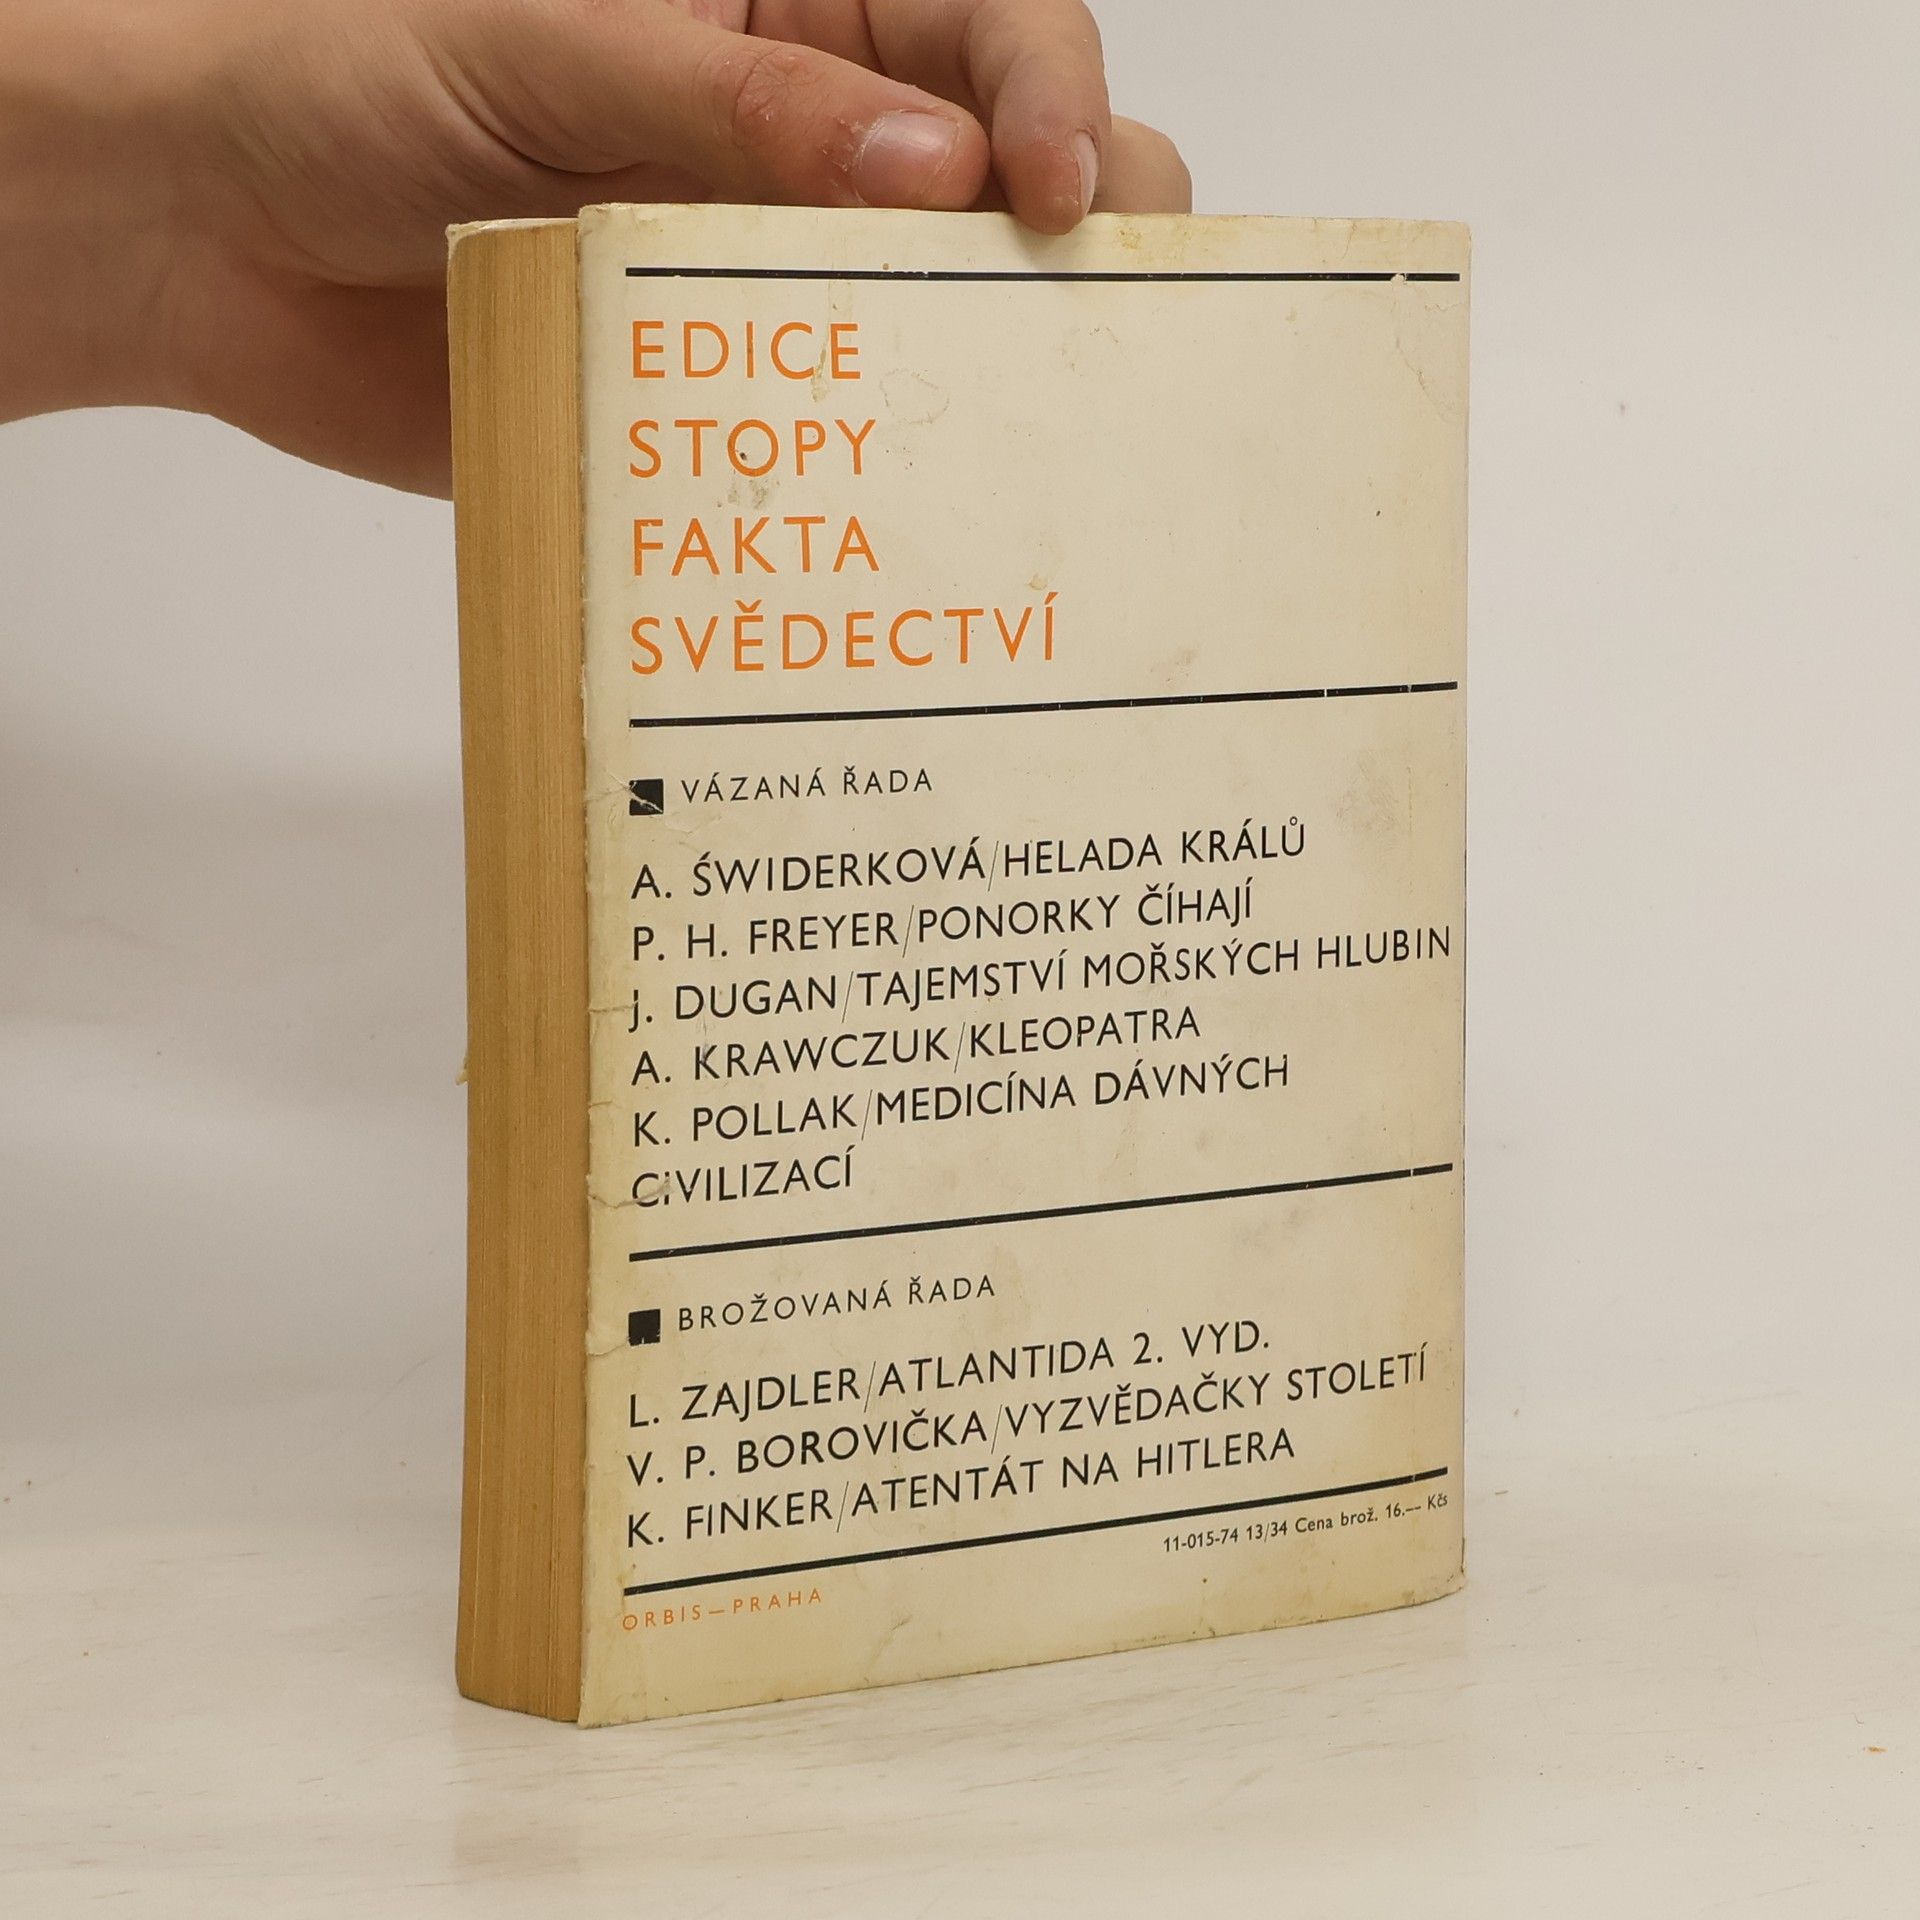 EDICE
STOPY
FAKTA
SVĚDECTVÍ
VÁZANÁ ŘADA
A. ŚWIDERKOVÁ/HELADA KRÁLŮ
P. H. FREYER/PONORKY ČÍHAJÍ
J. DUGAN/TAJEMSTVÍ MOŘSKÝCH HLUBIN
A. KRAWCZUK/KLEOPATRA
K. POLLAK/MEDICÍNA DÁVNÝCH
CIVILIZACÍ
BROŽOVANÁ ŘADA
L. ZAJDLER/ATLANTIDA 2. VYD.
V. P. BOROVIČKA/VYZVĚDAČKY STOLETÍ
K. FINKER/ATENTÁT NA HITLERA
11-015-74 13/34 Cena brož. 16.-- Kčs
ORBIS—PRAHA